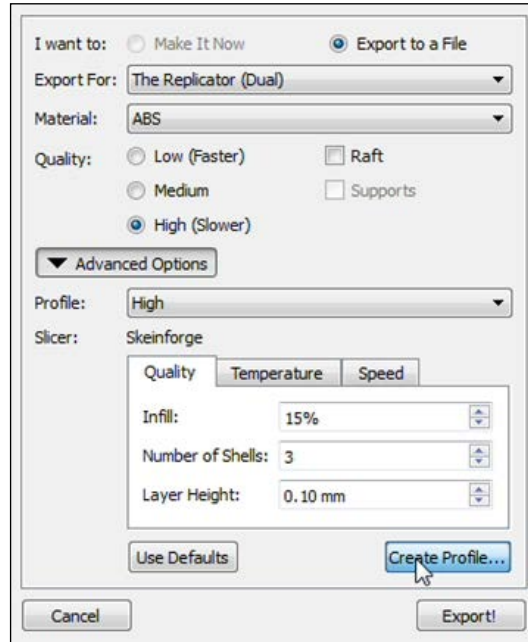 I want to: Make It Now Export to a File
Export For: The Replicator (Dual)
Material: ABS
Quality: Low (Faster) Raft
Medium Supports
High (Slower)
Advanced Options
Profile: High
Slicer: Skeinforge
Quality Temperature Speed
Infill: 15%
Number of Shells: 3
Layer Height: 0.10 mm
Use Defaults Create Profile...
Cancel Export!